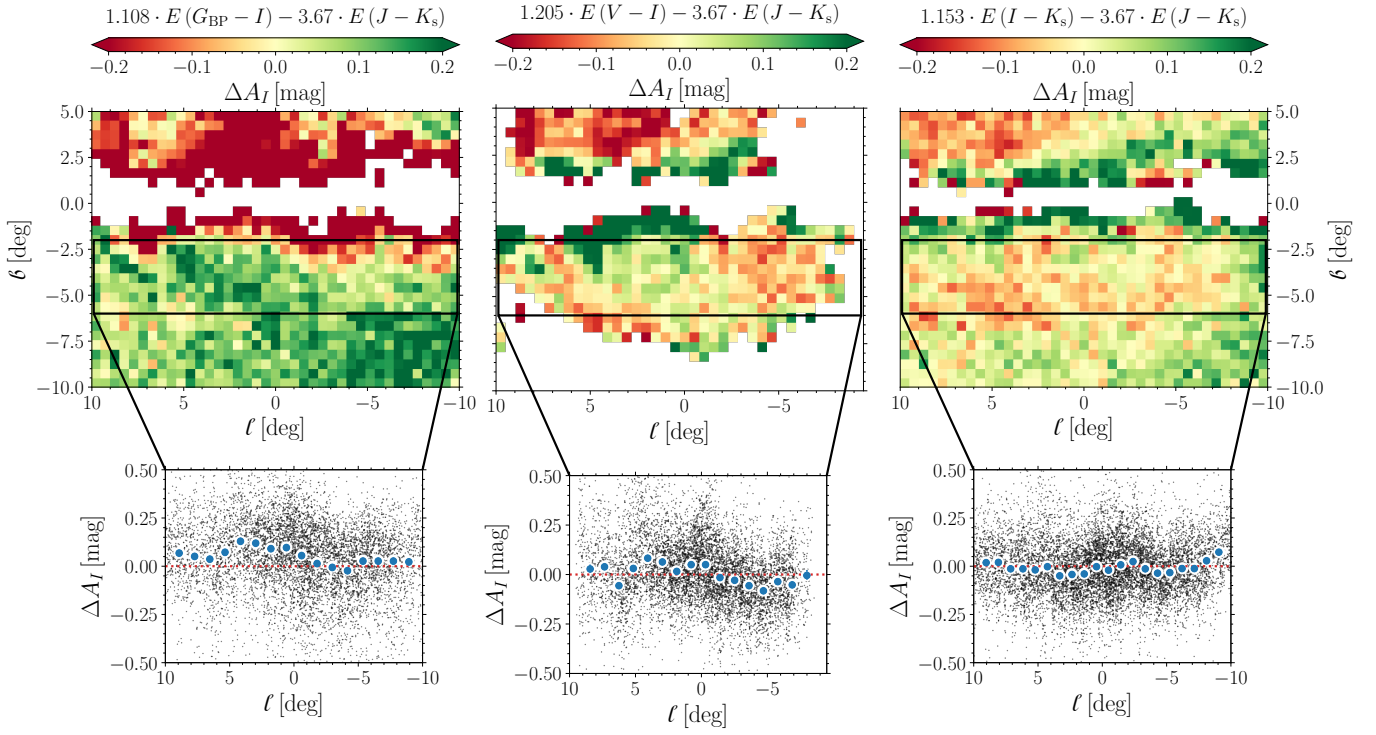 1.108 · E (G_BP − I) − 3.67 · E (J − K_s)
−0.2 −0.1 0.0 0.1 0.2
ΔA_I [mag]
5.0
2.5
0.0
−2.5
−5.0
−7.5
−10.0
𝒷 [deg]
10 5 0 −5 −10
ℓ [deg]
0.50
0.25
0.00
−0.25
−0.50
ΔA_I [mag]
10 5 0 −5 −10
ℓ [deg]
1.205 · E (V − I) − 3.67 · E (J − K_s)
−0.2 −0.1 0.0 0.1 0.2
ΔA_I [mag]
10 5 0 −5
ℓ [deg]
0.50
0.25
0.00
−0.25
−0.50
ΔA_I [mag]
10 5 0 −5
ℓ [deg]
1.153 · E (I − K_s) − 3.67 · E (J − K_s)
−0.2 −0.1 0.0 0.1 0.2
ΔA_I [mag]
5.0
2.5
0.0
−2.5
−5.0
−7.5
−10.0
𝒷 [deg]
10 5 0 −5 −10
ℓ [deg]
0.50
0.25
0.00
−0.25
−0.50
ΔA_I [mag]
10 5 0 −5 −10
ℓ [deg]